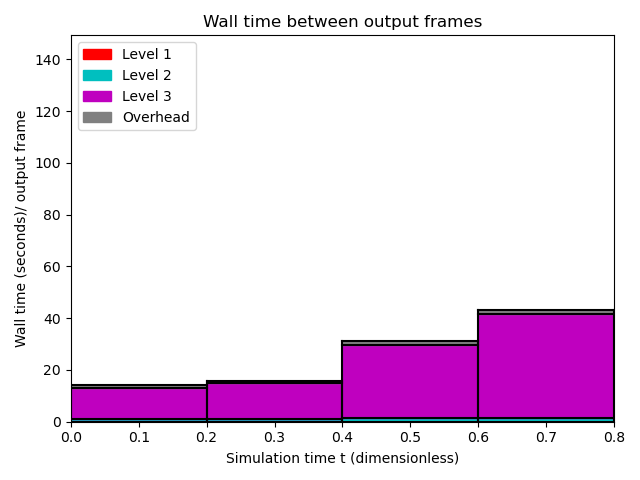 Wall time between output frames
Level 1
Level 2
Level 3
Overhead
Wall time (seconds)/ output frame
140
120
100
80
60
40
20
0
0.0 0.1 0.2 0.3 0.4 0.5 0.6 0.7 0.8
Simulation time t (dimensionless)